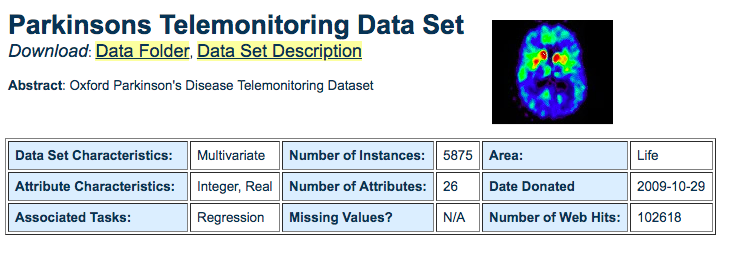 Parkinsons Telemonitoring Data Set
Download: Data Folder, Data Set Description
Abstract: Oxford Parkinson's Disease Telemonitoring Dataset
Data Set Characteristics: Multivariate Number of Instances: 5875 Area: Life
Attribute Characteristics: Integer, Real Number of Attributes: 26 Date Donated 2009-10-29
Associated Tasks: Regression Missing Values? N/A Number of Web Hits: 102618